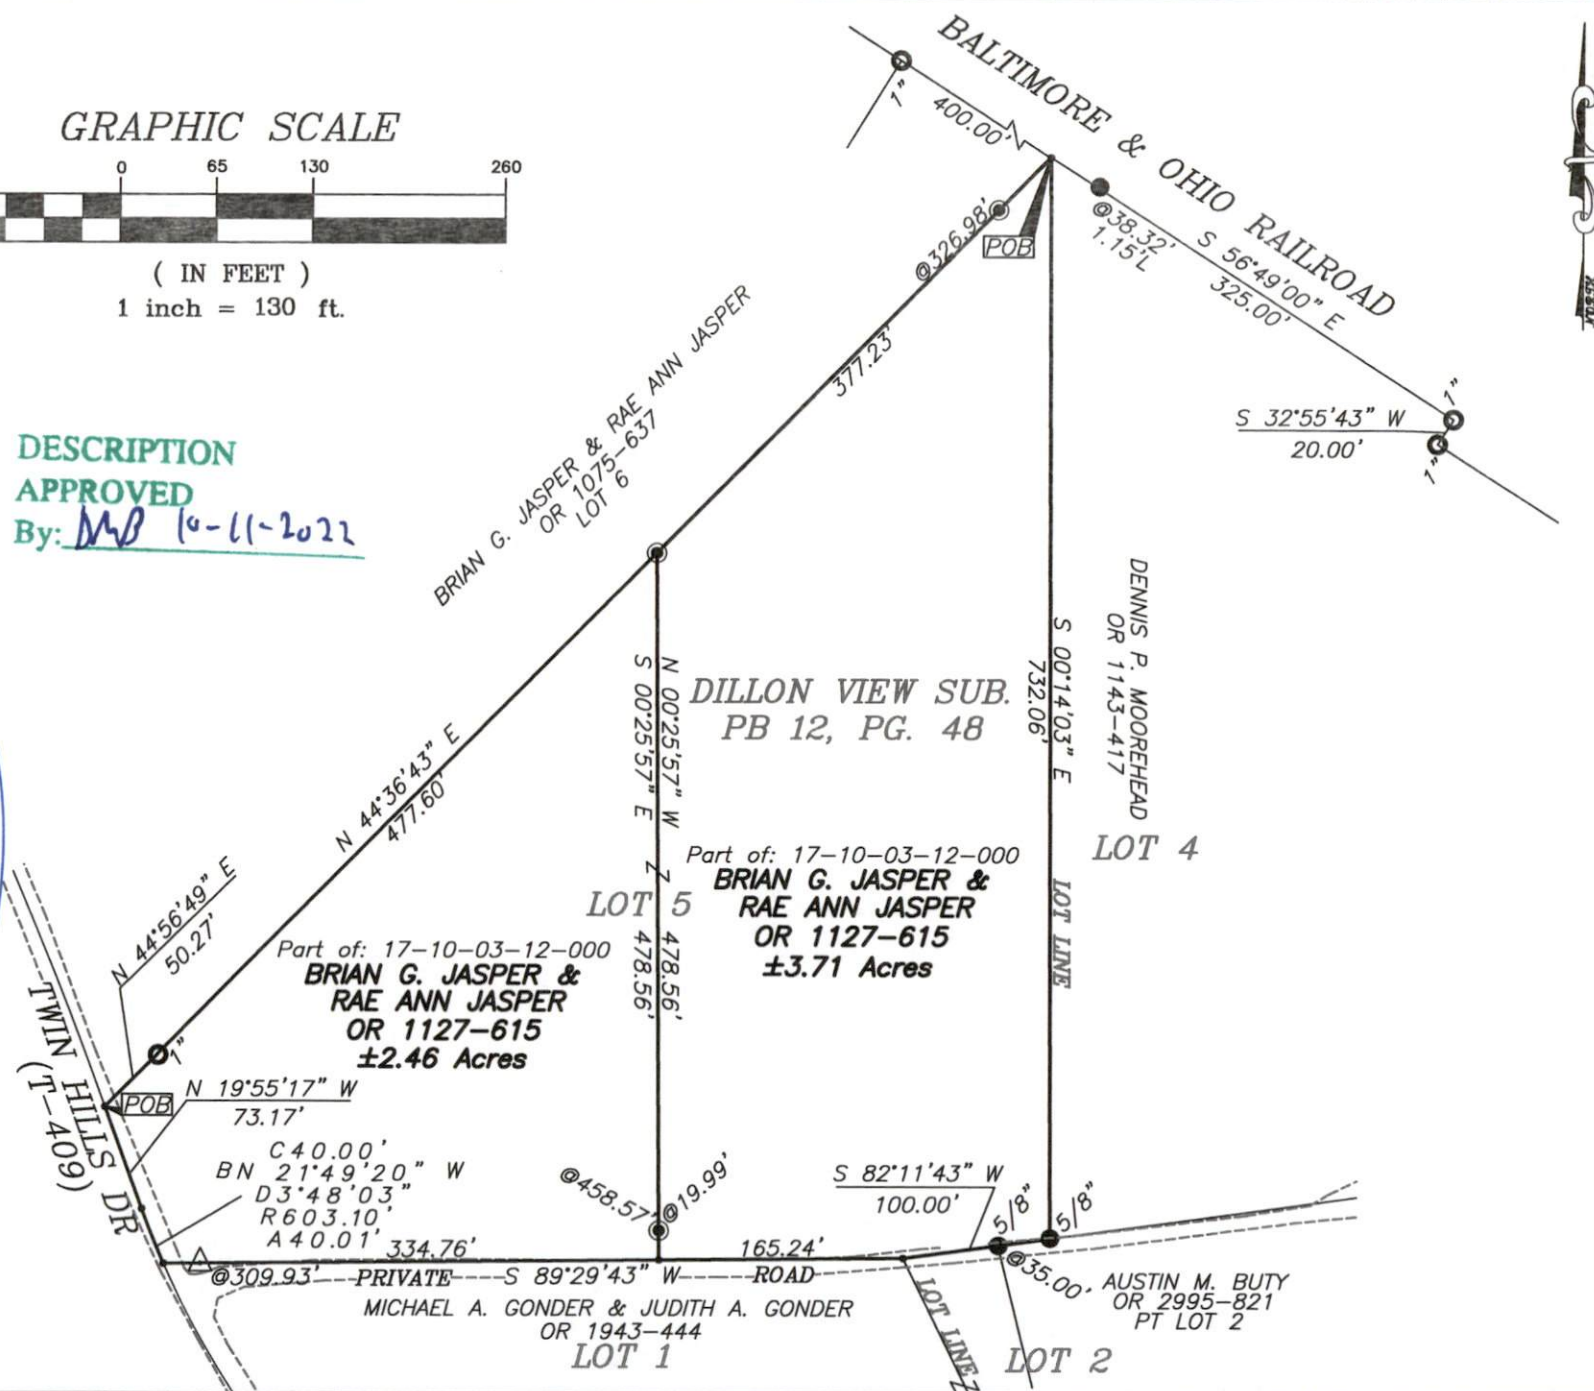 GRAPHIC SCALE
0 65 130 260
( IN FEET )
1 inch = 130 ft.
DESCRIPTION
APPROVED
By: DMB 10-11-2022
BALTIMORE & OHIO RAILROAD
1"
400.00'
@38.32'
1.15'L
S 56°49'00" E
325.00'
1"
S 32°55'43" W
20.00'
1"
POB
@326.98'
377.23'
BRIAN G. JASPER & RAE ANN JASPER
OR 1075-637
LOT 6
N 44°36'43" E
477.60'
N 44°56'49" E
50.27'
1"
DILLON VIEW SUB.
PB 12, PG. 48
N 00°25'57" W 478.56'
S 00°25'57" E 478.56'
S 00°14'03" E
732.06'
LOT LINE
DENNIS P. MOOREHEAD
OR 1143-417
LOT 4
LOT 5
Part of: 17-10-03-12-000
BRIAN G. JASPER &
RAE ANN JASPER
OR 1127-615
±3.71 Acres
Part of: 17-10-03-12-000
BRIAN G. JASPER &
RAE ANN JASPER
OR 1127-615
±2.46 Acres
TWIN HILLS DR
(T-409)
POB
N 19°55'17" W
73.17'
C40.00'
BN 21°49'20" W
D3°48'03"
R603.10'
A40.01'
@458.57'
@19.99'
S 82°11'43" W
100.00'
5/8"
5/8"
334.76'
165.24'
@309.93'
PRIVATE S 89°29'43" W ROAD
@35.00'
MICHAEL A. GONDER & JUDITH A. GONDER
OR 1943-444
LOT 1
LOT LINE
LOT 2
AUSTIN M. BUTY
OR 2995-821
PT LOT 2